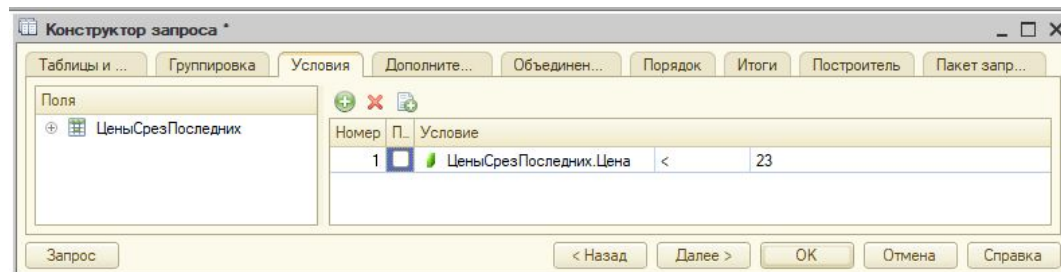 Конструктор запроса *
Таблицы и ... Группировка Условия Дополните... Объединен... Порядок Итоги Построитель Пакет запр...
Поля
ЦеныСрезПоследних
Номер П... Условие
1 ЦеныСрезПоследних.Цена < 23
Запрос < Назад Далее > OK Отмена Справка